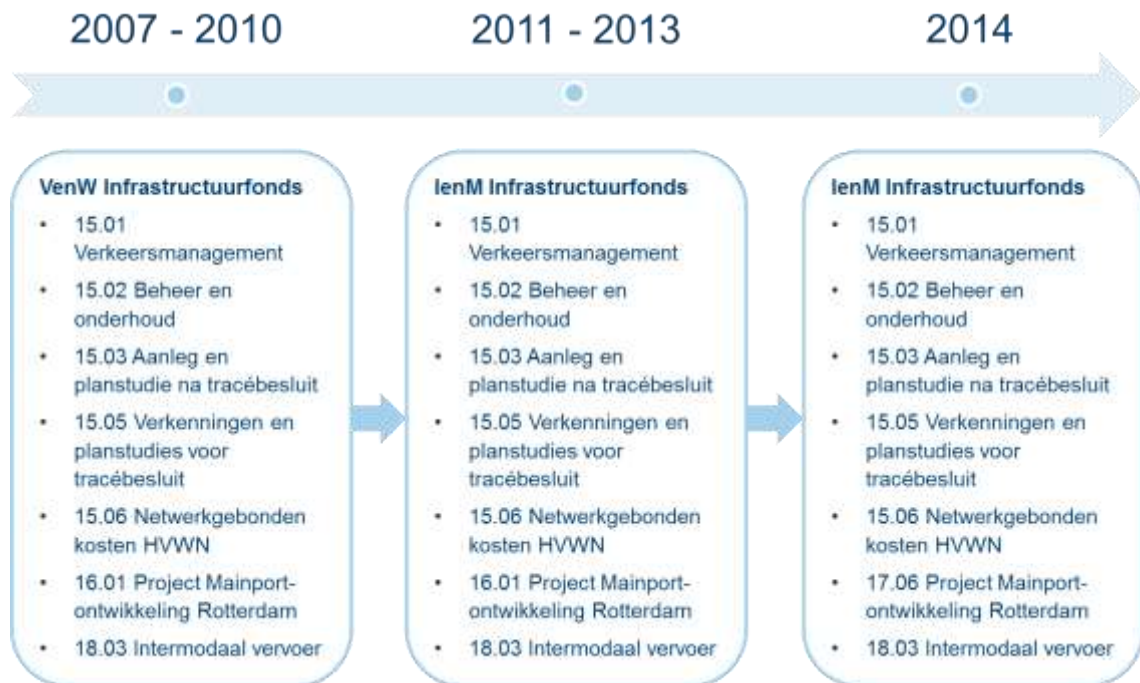 2007 - 2010
2011 - 2013
2014
VenW Infrastructuurfonds
• 15.01
Verkeersmanagement
• 15.02 Beheer en
onderhoud
• 15.03 Aanleg en
planstudie na tracébesluit
• 15.05 Verkenningen en
planstudies voor
tracébesluit
• 15.06 Netwerkgebonden
kosten HVWN
• 16.01 Project Mainport-
ontwikkeling Rotterdam
• 18.03 Intermodaal vervoer
IenM Infrastructuurfonds
• 15.01
Verkeersmanagement
• 15.02 Beheer en
onderhoud
• 15.03 Aanleg en
planstudie na tracébesluit
• 15.05 Verkenningen en
planstudies voor
tracébesluit
• 15.06 Netwerkgebonden
kosten HVWN
• 16.01 Project Mainport-
ontwikkeling Rotterdam
• 18.03 Intermodaal vervoer
IenM Infrastructuurfonds
• 15.01
Verkeersmanagement
• 15.02 Beheer en
onderhoud
• 15.03 Aanleg en
planstudie na tracébesluit
• 15.05 Verkenningen en
planstudies voor
tracébesluit
• 15.06 Netwerkgebonden
kosten HVWN
• 17.06 Project Mainport-
ontwikkeling Rotterdam
• 18.03 Intermodaal vervoer